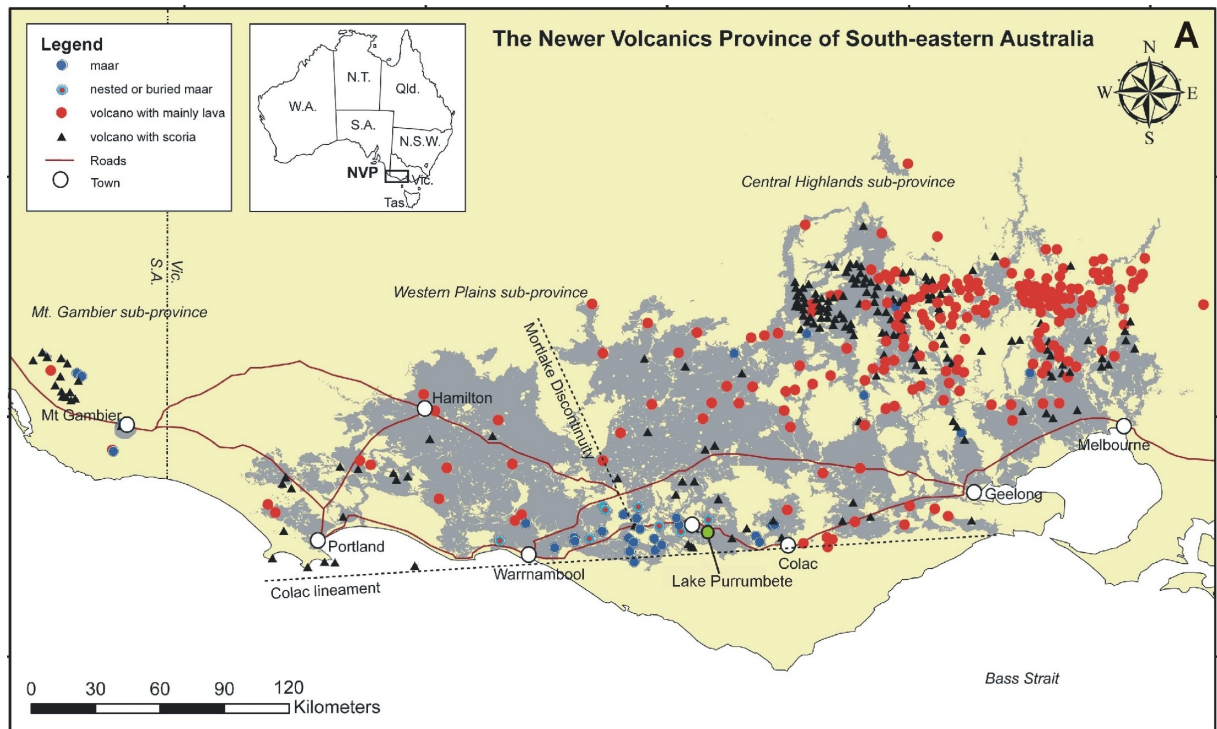 The Newer Volcanics Province of South-eastern Australia
A
Legend
maar
nested or buried maar
volcano with mainly lava
volcano with scoria
Roads
Town
W.A.
N.T.
Qld.
S.A.
N.S.W.
NVP
Vic.
Tas.
N
W
E
S
Central Highlands sub-province
Vic.
S.A.
Western Plains sub-province
Mt. Gambier sub-province
Mortlake Discontinuity
Mt Gambier
Hamilton
Melbourne
Geelong
Portland
Warrnambool
Colac
Lake Purrumbete
Colac lineament
Bass Strait
0 30 60 90 120
Kilometers